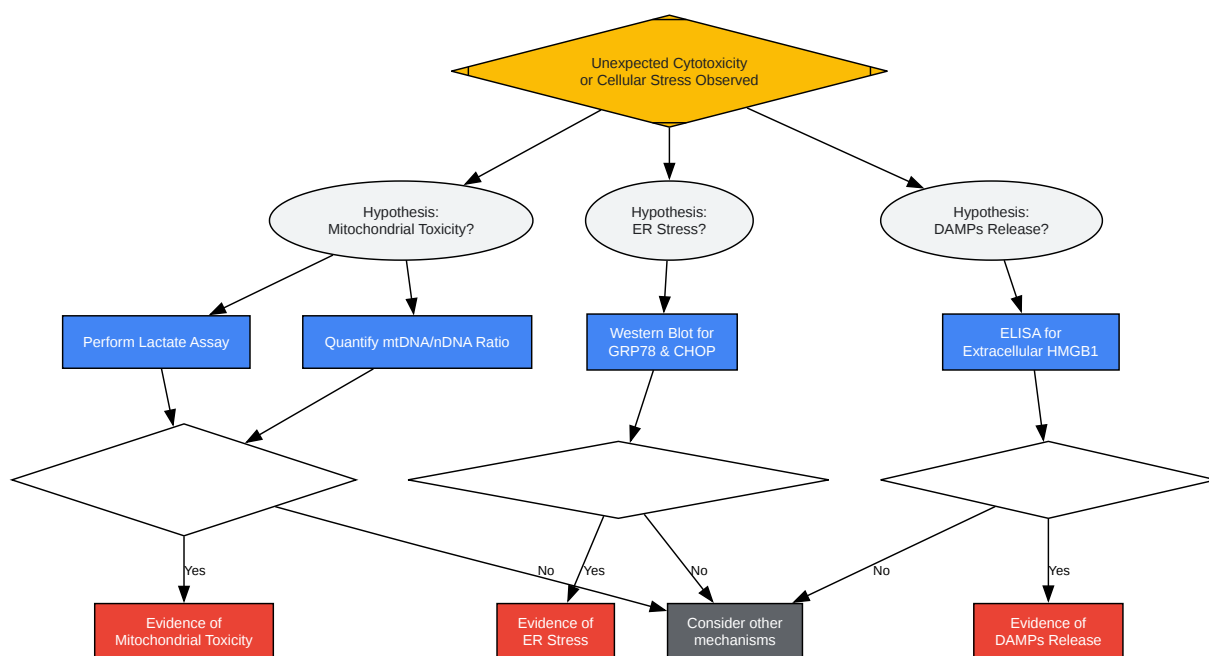 Unexpected Cytotoxicity
or Cellular Stress Observed
Hypothesis:
Mitochondrial Toxicity?
Hypothesis:
ER Stress?
Hypothesis:
DAMPs Release?
Perform Lactate Assay
Quantify mtDNA/nDNA Ratio
Western Blot for
GRP78 & CHOP
ELISA for
Extracellular HMGB1
Yes
No
Yes
No
No
Yes
Evidence of
Mitochondrial Toxicity
Evidence of
ER Stress
Consider other
mechanisms
Evidence of
DAMPs Release